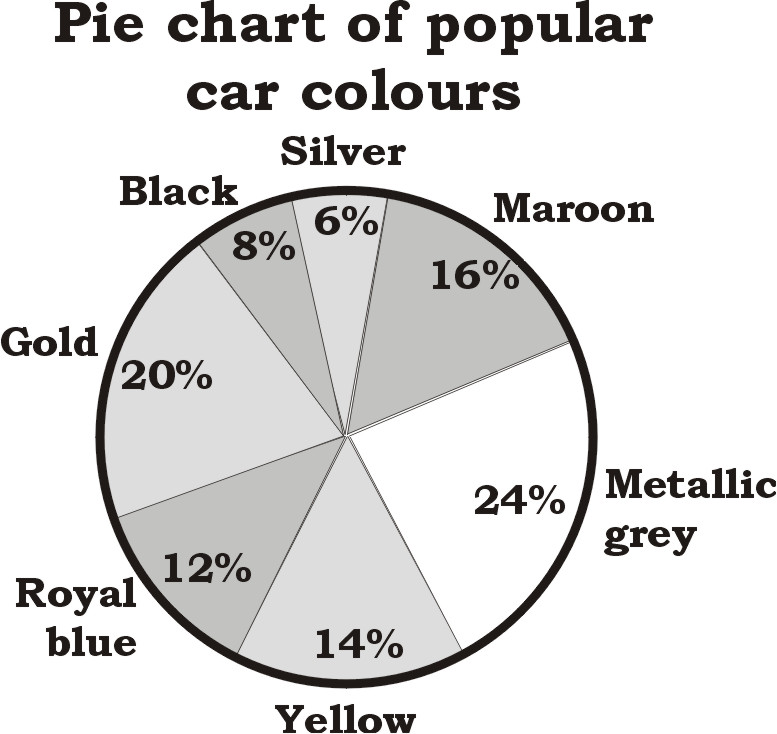 Pie chart of popular
car colours
Silver
Black
Maroon
6%
8%
16%
Gold
20%
Metallic
grey
24%
12%
Royal
blue
14%
Yellow